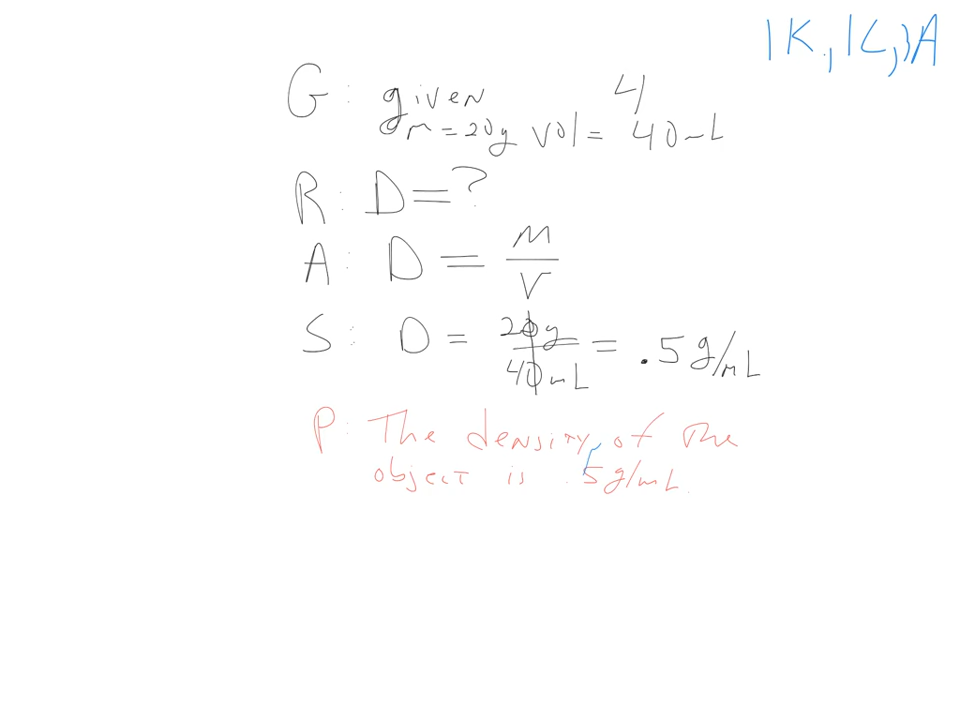 1K, 1C, 3A
G: given 4
m = 20g vol = 40mL
R: D = ?
A: D = M/V
S: D = 20g/40mL = .5g/mL
P: The density of the
object is .5g/mL.